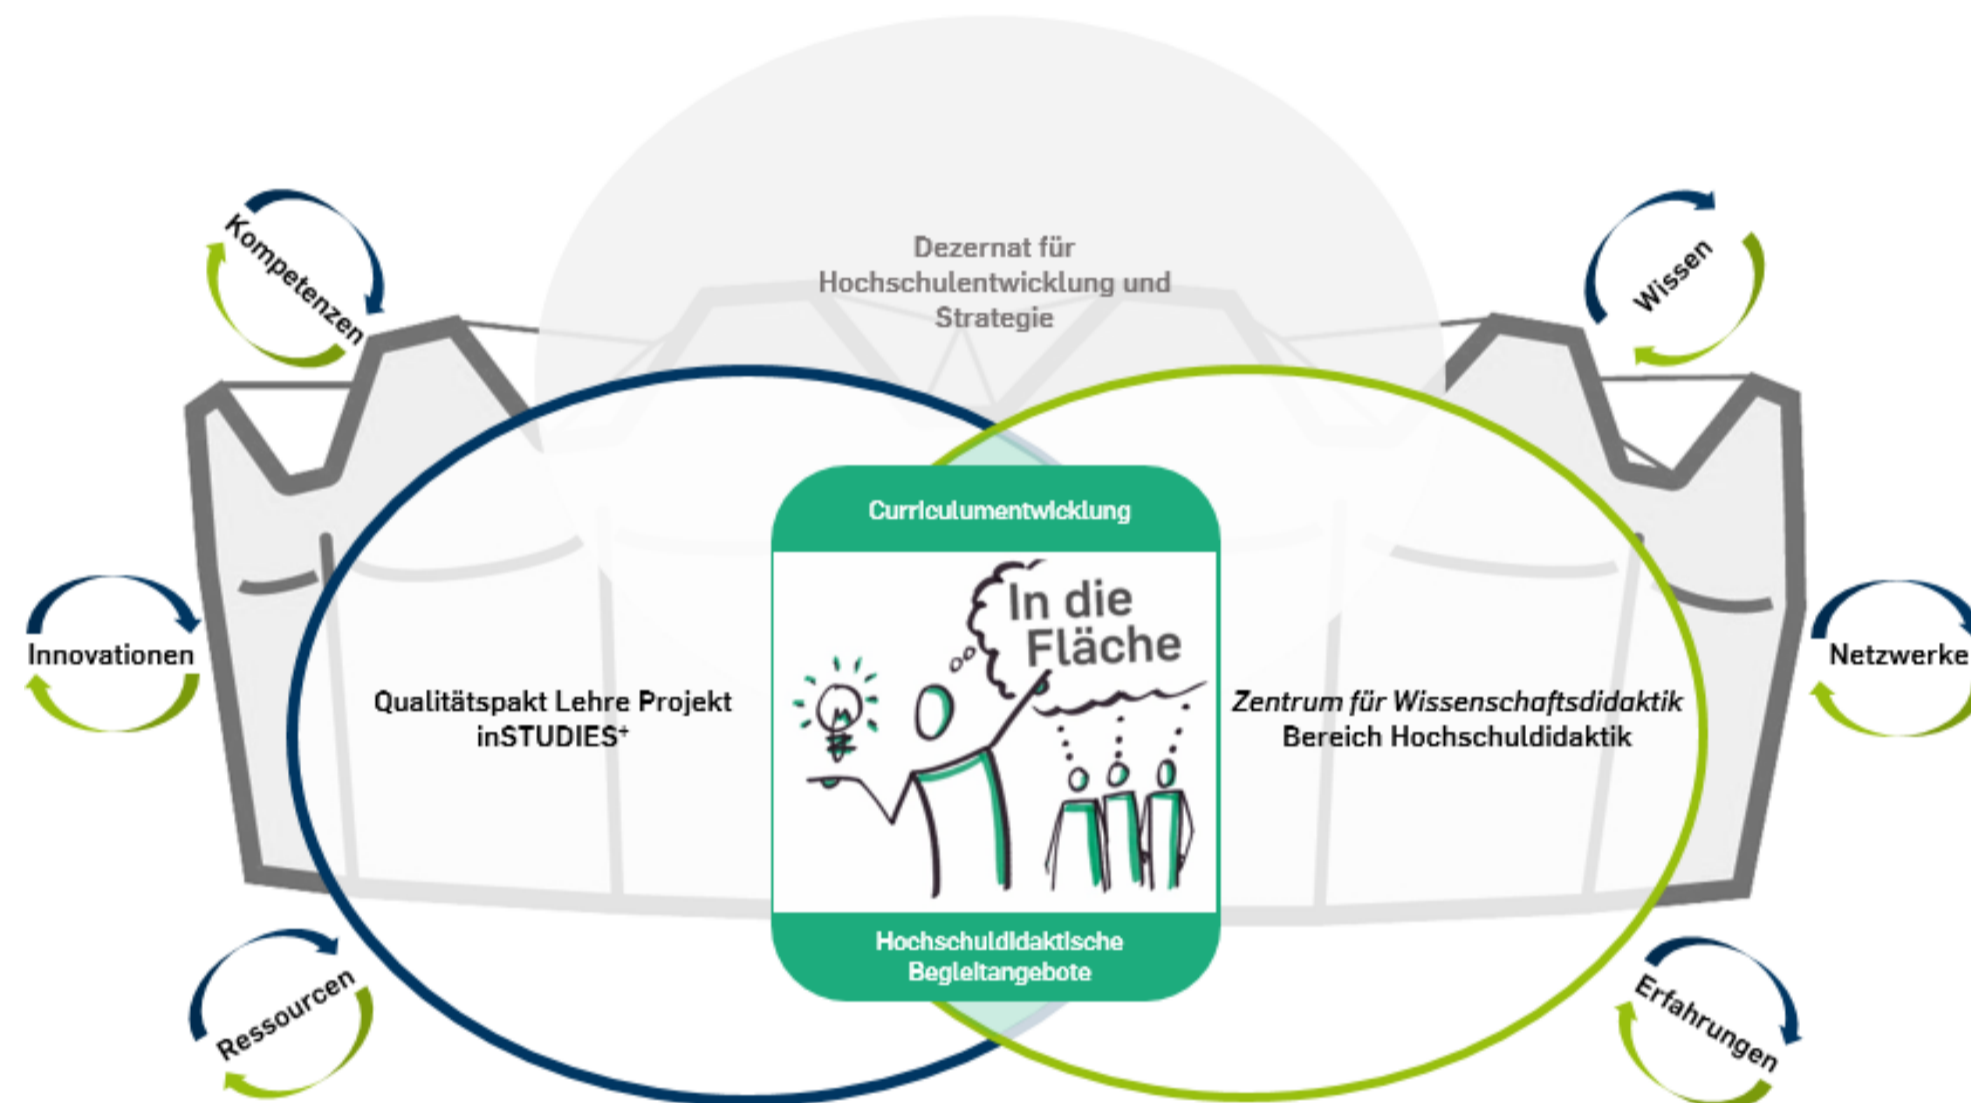 Dezernat für
Hochschulentwicklung und
Strategie
Kompetenzen
Wissen
Curriculumentwicklung
In die
Fläche
Innovationen
Netzwerke
Qualitätspakt Lehre Projekt
inSTUDIES⁺
Zentrum für Wissenschaftsdidaktik
Bereich Hochschuldidaktik
Hochschuldidaktische
Begleitangebote
Ressourcen
Erfahrungen